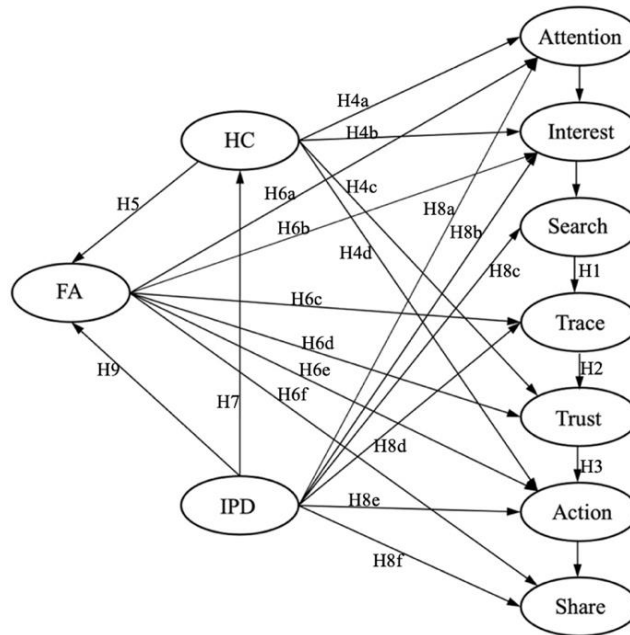 Attention
H4a
HC
H4b
Interest
H6a
H4c
H5
H6b
H8a
H8b
Search
H4d
H8c
H1
FA
H6c
Trace
H6d
H9
H6e
H2
H7
H6f
Trust
H8d
H3
IPD
H8e
Action
H8f
Share